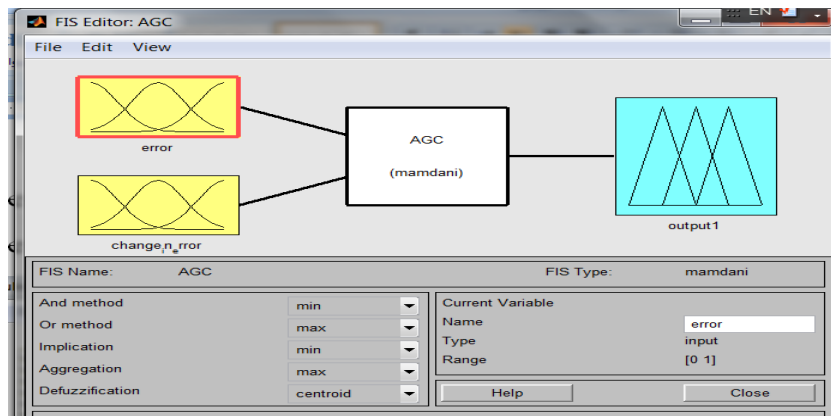 FIS Editor: AGC
EN
File Edit View
error
AGC
(mamdani)
change_in_error
output1
FIS Name: AGC FIS Type: mamdani
And method min
Or method max
Implication min
Aggregation max
Defuzzification centroid
Current Variable
Name error
Type input
Range [0 1]
Help Close